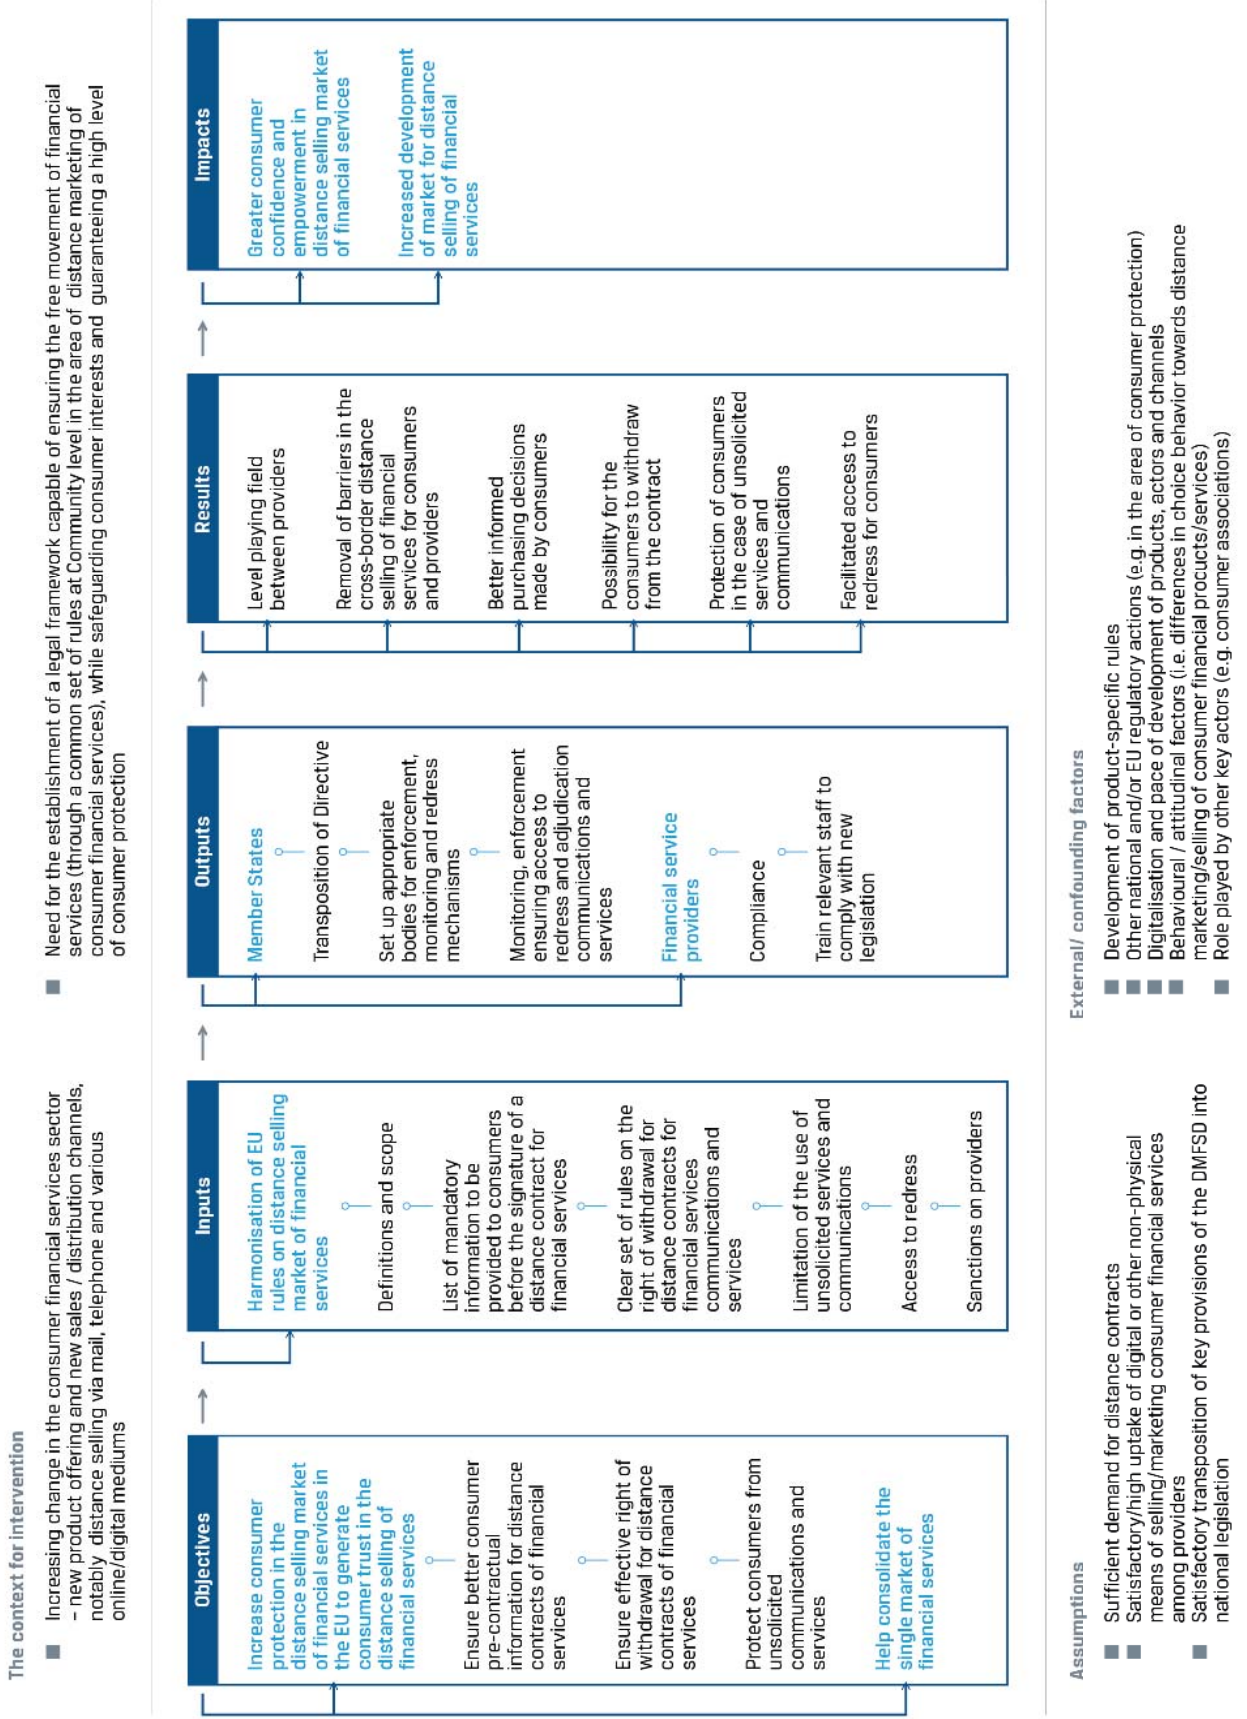 The context for intervention
Increasing change in the consumer financial services sector
– new product offering and new sales / distribution channels,
notably distance selling via mail, telephone and various
online/digital mediums
Need for the establishment of a legal framework capable of ensuring the free movement of financial
services (through a common set of rules at Community level in the area of distance marketing of
consumer financial services), while safeguarding consumer interests and guaranteeing a high level
of consumer protection
Objectives
Increase consumer
protection in the
distance selling market
of financial services in
the EU to generate
consumer trust in the
distance selling of
financial services
Ensure better consumer
pre-contractual
information for distance
contracts of financial
services
Ensure effective right of
withdrawal for distance
contracts of financial
services
Protect consumers from
unsolicited
communications and
services
Help consolidate the
single market of
financial services
Inputs
Harmonisation of EU
rules on distance selling
market of financial
services
Definitions and scope
List of mandatory
information to be
provided to consumers
before the signature of a
distance contract for
financial services
Clear set of rules on the
right of withdrawal for
distance contracts for
financial services
communications and
services
Limitation of the use of
unsolicited services and
communications
Access to redress
Sanctions on providers
Outputs
Member States
Transposition of Directive
Set up appropriate
bodies for enforcement,
monitoring and redress
mechanisms
Monitoring, enforcement
ensuring access to
redress and adjudication
communications and
services
Financial service
providers
Compliance
Train relevant staff to
comply with new
legislation
Results
Level playing field
between providers
Removal of barriers in the
cross-border distance
selling of financial
services for consumers
and providers
Better informed
purchasing decisions
made by consumers
Possibility for the
consumers to withdraw
from the contract
Protection of consumers
in the case of unsolicited
services and
communications
Facilitated access to
redress for consumers
Impacts
Greater consumer
confidence and
empowerment in
distance selling market
of financial services
Increased development
of market for distance
selling of financial
services
Assumptions
Sufficient demand for distance contracts
Satisfactory/high uptake of digital or other non-physical
means of selling/marketing consumer financial services
among providers
Satisfactory transposition of key provisions of the DMFSD into
national legislation
External/ confounding factors
Development of product-specific rules
Other national and/or EU regulatory actions (e.g. in the area of consumer protection)
Digitalisation and pace of development of products, actors and channels
Behavioural / attitudinal factors (i.e. differences in choice behavior towards distance
marketing/selling of consumer financial products/services)
Role played by other key actors (e.g. consumer associations)